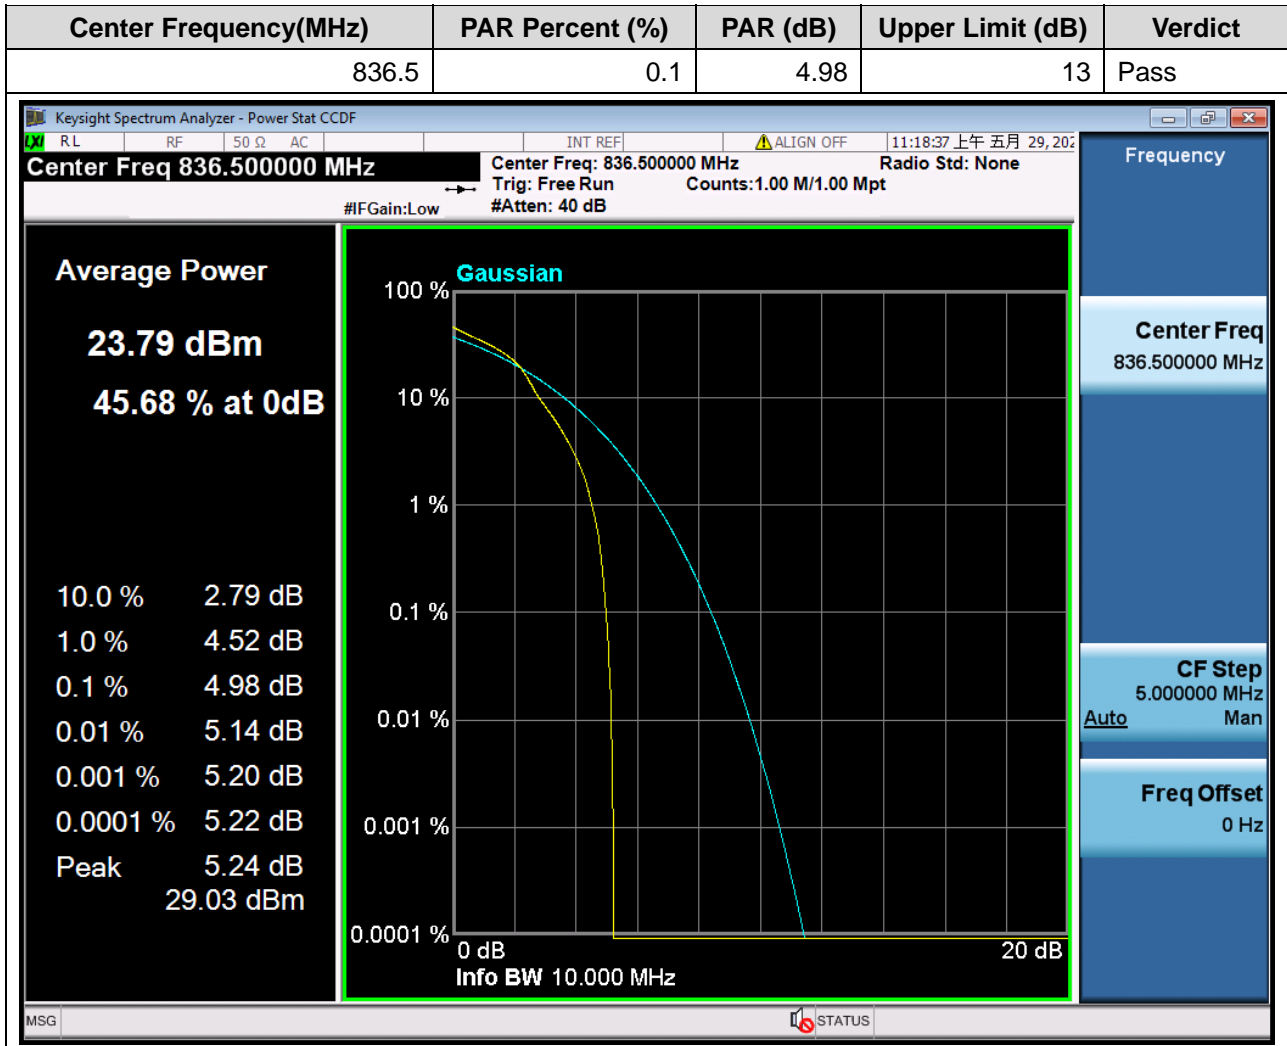 Center Frequency(MHz) PAR Percent (%) PAR (dB) Upper Limit (dB) Verdict
836.5 0.1 4.98 13 Pass
Keysight Spectrum Analyzer - Power Stat CCDF
LXI RL RF 50 Ω AC INT REF ALIGN OFF 11:18:37 上午 五月 29, 202
Center Freq 836.500000 MHz
Center Freq: 836.500000 MHz Radio Std: None
Trig: Free Run Counts:1.00 M/1.00 Mpt
#IFGain:Low #Atten: 40 dB
Average Power
23.79 dBm
45.68 % at 0dB
10.0 % 2.79 dB
1.0 % 4.52 dB
0.1 % 4.98 dB
0.01 % 5.14 dB
0.001 % 5.20 dB
0.0001 % 5.22 dB
Peak 5.24 dB
29.03 dBm
Gaussian
100 %
10 %
1 %
0.1 %
0.01 %
0.001 %
0.0001 %
0 dB 20 dB
Info BW 10.000 MHz
Frequency
Center Freq
836.500000 MHz
CF Step
5.000000 MHz
Auto Man
Freq Offset
0 Hz
MSG STATUS